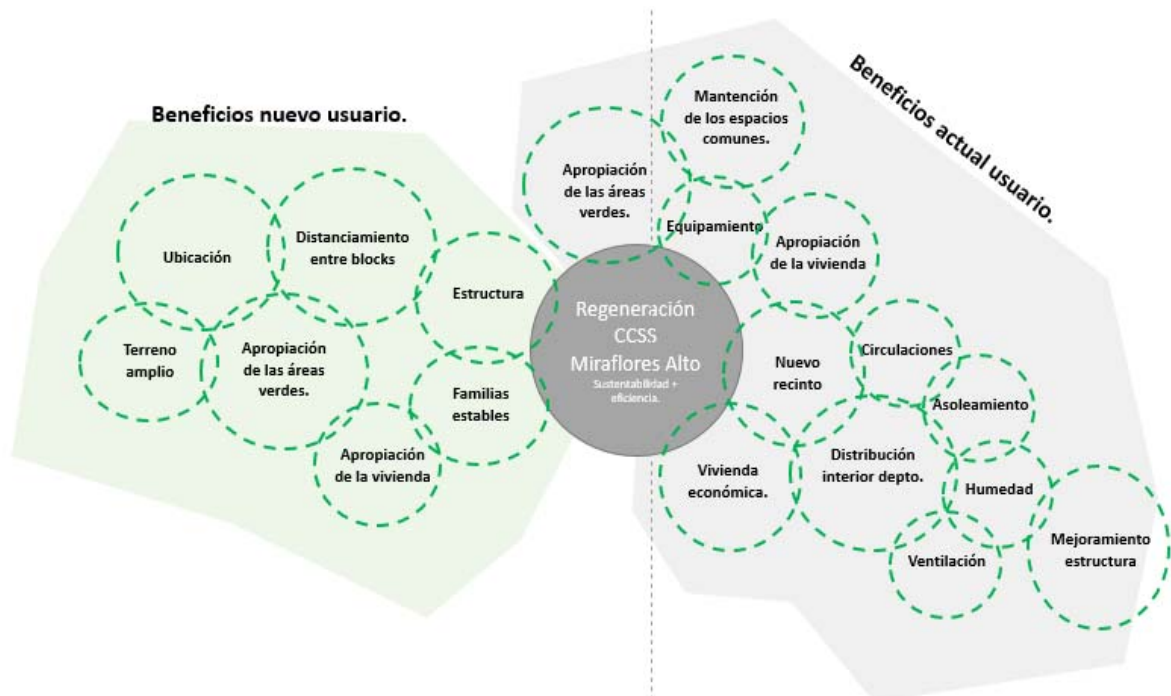 Beneficios nuevo usuario.
Ubicación
Distanciamiento
entre blocks
Estructura
Terreno
amplio
Apropiación
de las áreas
verdes.
Familias
estables
Apropiación
de la vivienda
Regeneración
CCSS
Miraflores Alto
Sustentabilidad +
eficiencia.
Beneficios actual usuario.
Mantención
de los espacios
comunes.
Apropiación
de las áreas
verdes.
Equipamiento
Apropiación
de la vivienda
Nuevo
recinto
Circulaciones
Asoleamiento
Vivienda
económica.
Distribución
interior depto.
Humedad
Ventilación
Mejoramiento
estructura